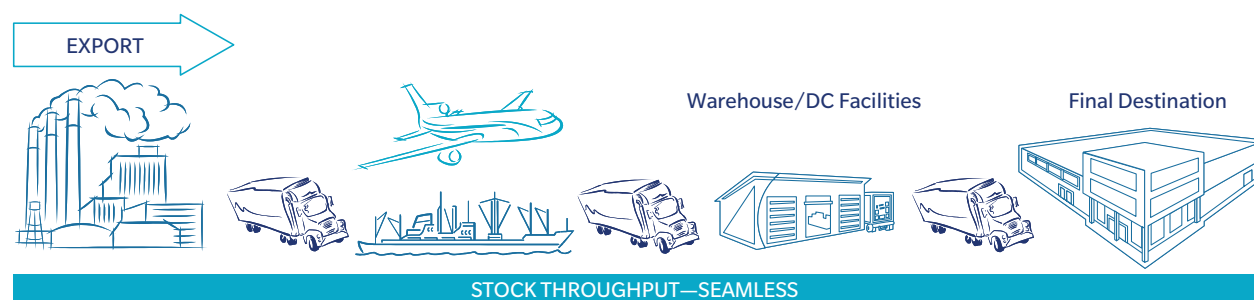 EXPORT
Warehouse/DC Facilities
Final Destination
STOCK THROUGHPUT—SEAMLESS